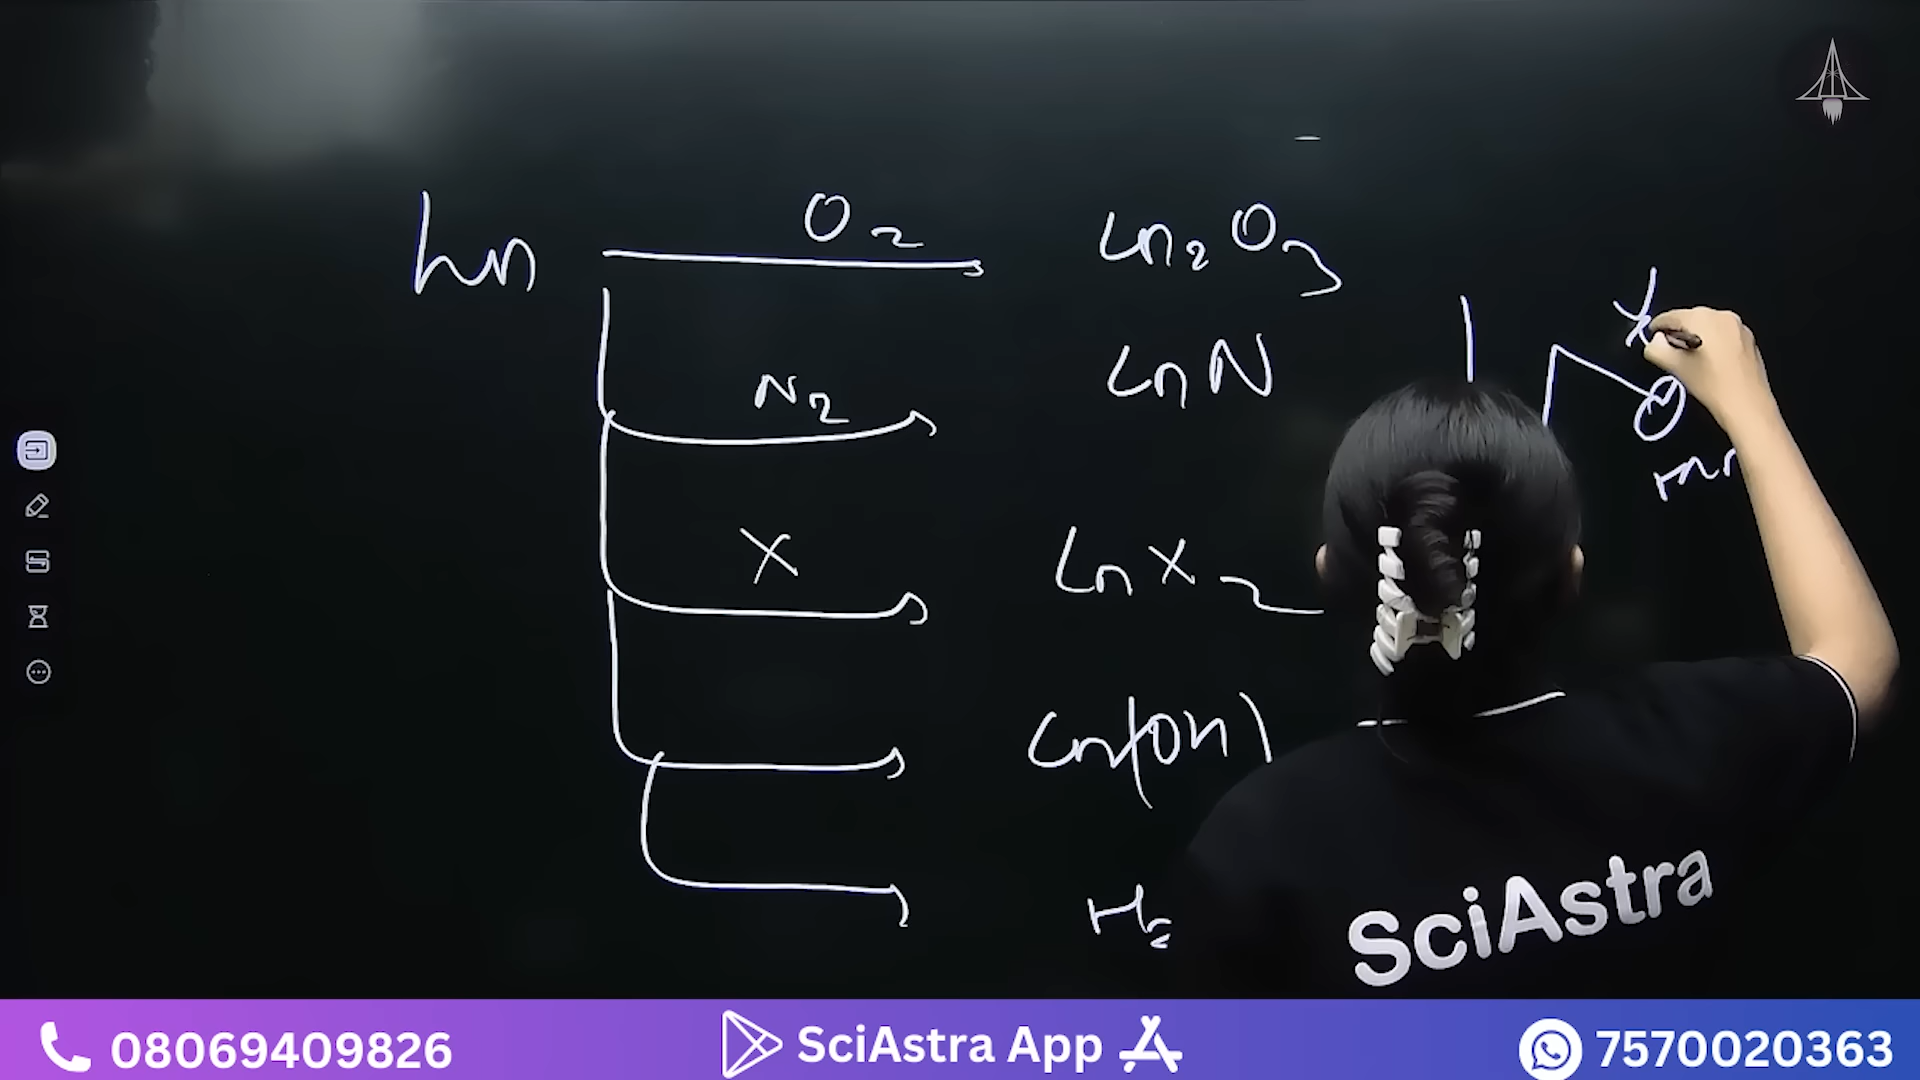 Ln O2 Ln2O3
N2 LnN
X LnX2
Ln(OH)
H2
SciAstra
08069409826 SciAstra App 7570020363